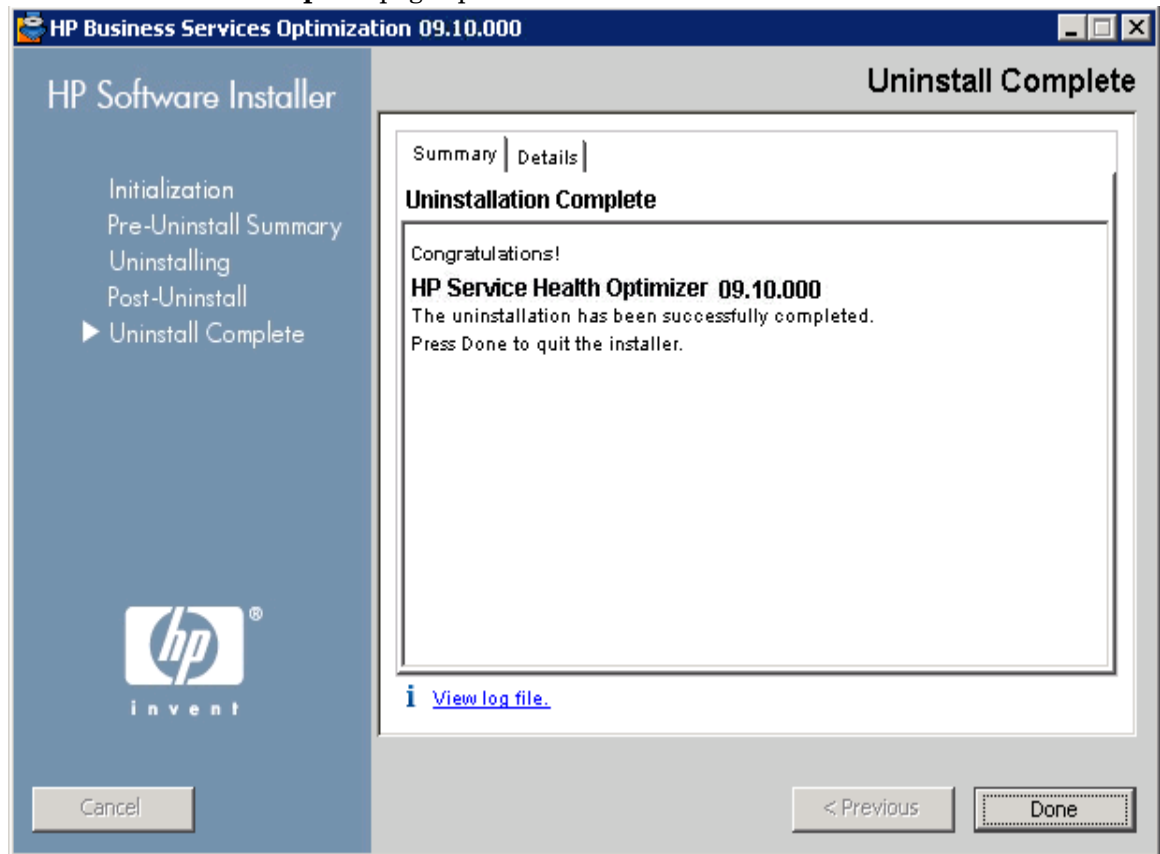 HP Business Services Optimization 09.10.000
HP Software Installer
Initialization
Pre-Uninstall Summary
Uninstalling
Post-Uninstall
Uninstall Complete
hp
®
invent
Cancel
Uninstall Complete
Summary
Details
Uninstallation Complete
Congratulations!
HP Service Health Optimizer 09.10.000
The uninstallation has been successfully completed.
Press Done to quit the installer.
i View log file.
< Previous
Done